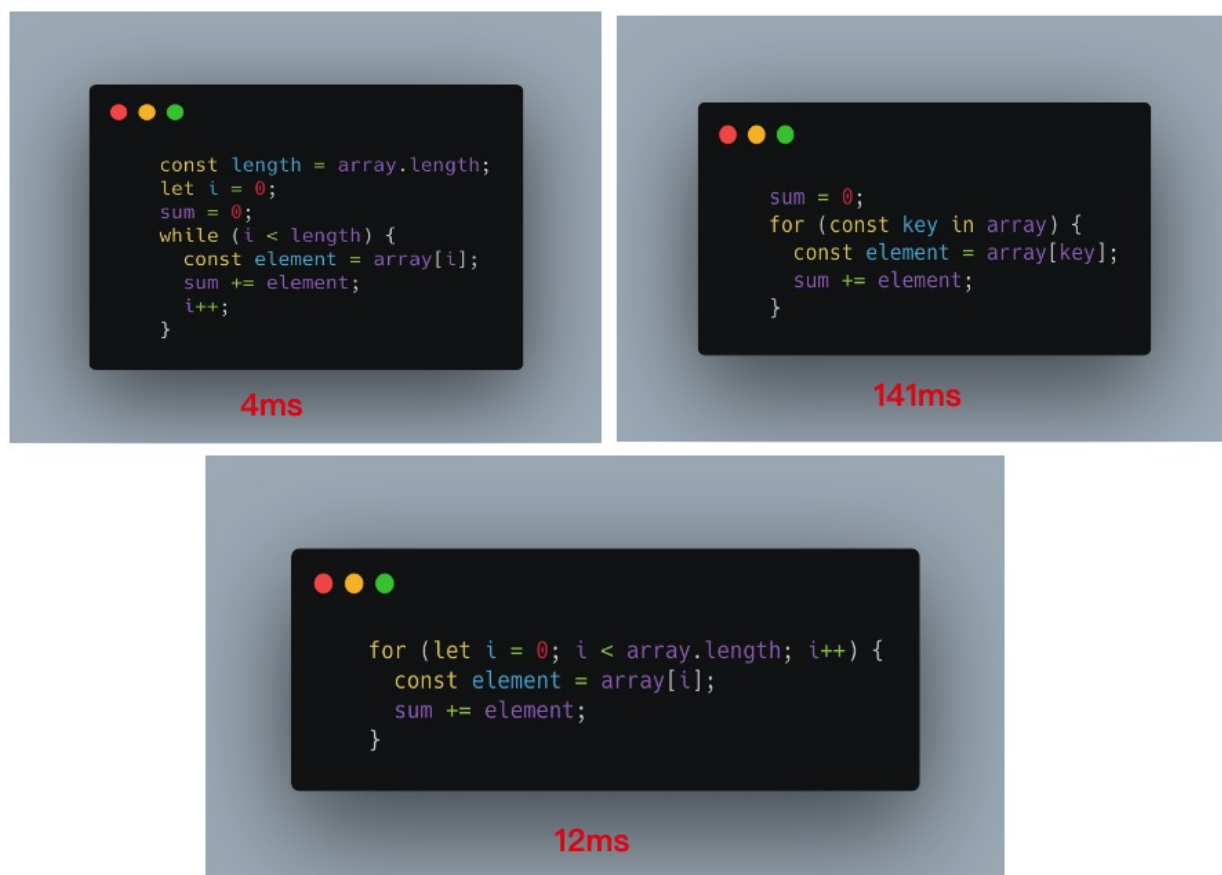 const length = array.length;
let i = 0;
sum = 0;
while (i < length) {
  const element = array[i];
  sum += element;
  i++;
}
4ms
sum = 0;
for (const key in array) {
  const element = array[key];
  sum += element;
}
141ms
for (let i = 0; i < array.length; i++) {
  const element = array[i];
  sum += element;
}
12ms